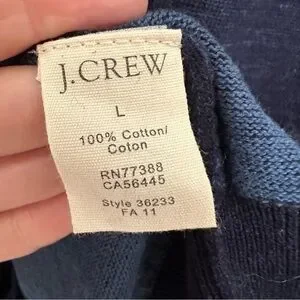 J.CREW
L
100% Cotton/
Coton
RN77388
CA56445
Style 36233
FA 11